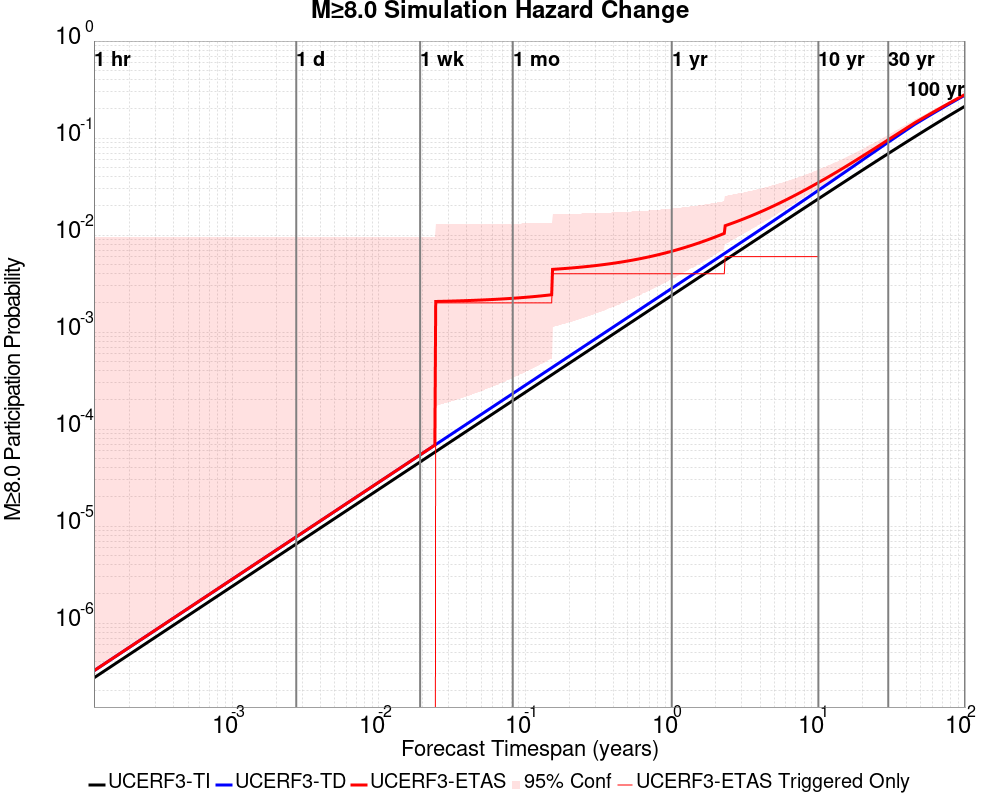 M≥8.0 Simulation Hazard Change
10^0
10^-1
10^-2
10^-3
10^-4
10^-5
10^-6
M≥8.0 Participation Probability
1 hr
1 d
1 wk
1 mo
1 yr
10 yr
30 yr
100 yr
10^-3
10^-2
10^-1
10^0
10^1
10^2
Forecast Timespan (years)
UCERF3-TI UCERF3-TD UCERF3-ETAS 95% Conf UCERF3-ETAS Triggered Only